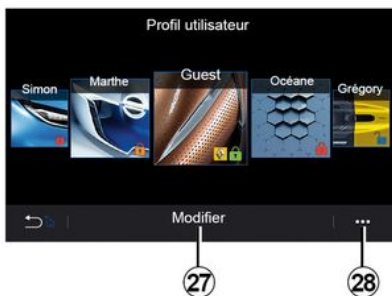 Profil utilisateur
Simon
Marthe
Guest
Océane
Grégory
Modifier
27
28